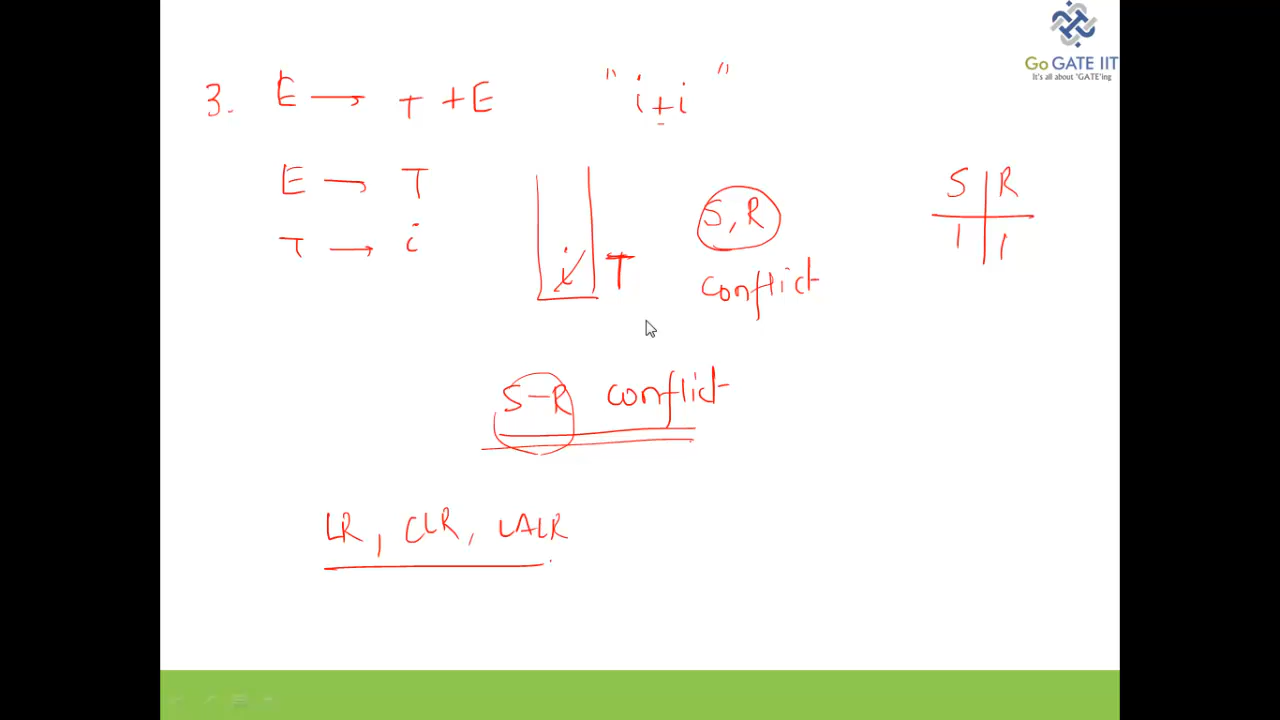 Go GATE IIT
It's all about 'GATE'ing
3. E → T + E "i+i"
E → T
T → i
i T
S, R
conflict
S | R
1 | 1
S-R conflict
LR, CLR, LALR